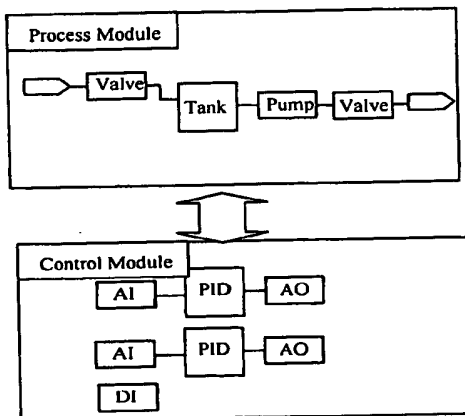 Process Module
Valve
Tank
Pump
Valve
Control Module
AI
PID
AO
AI
PID
AO
DI